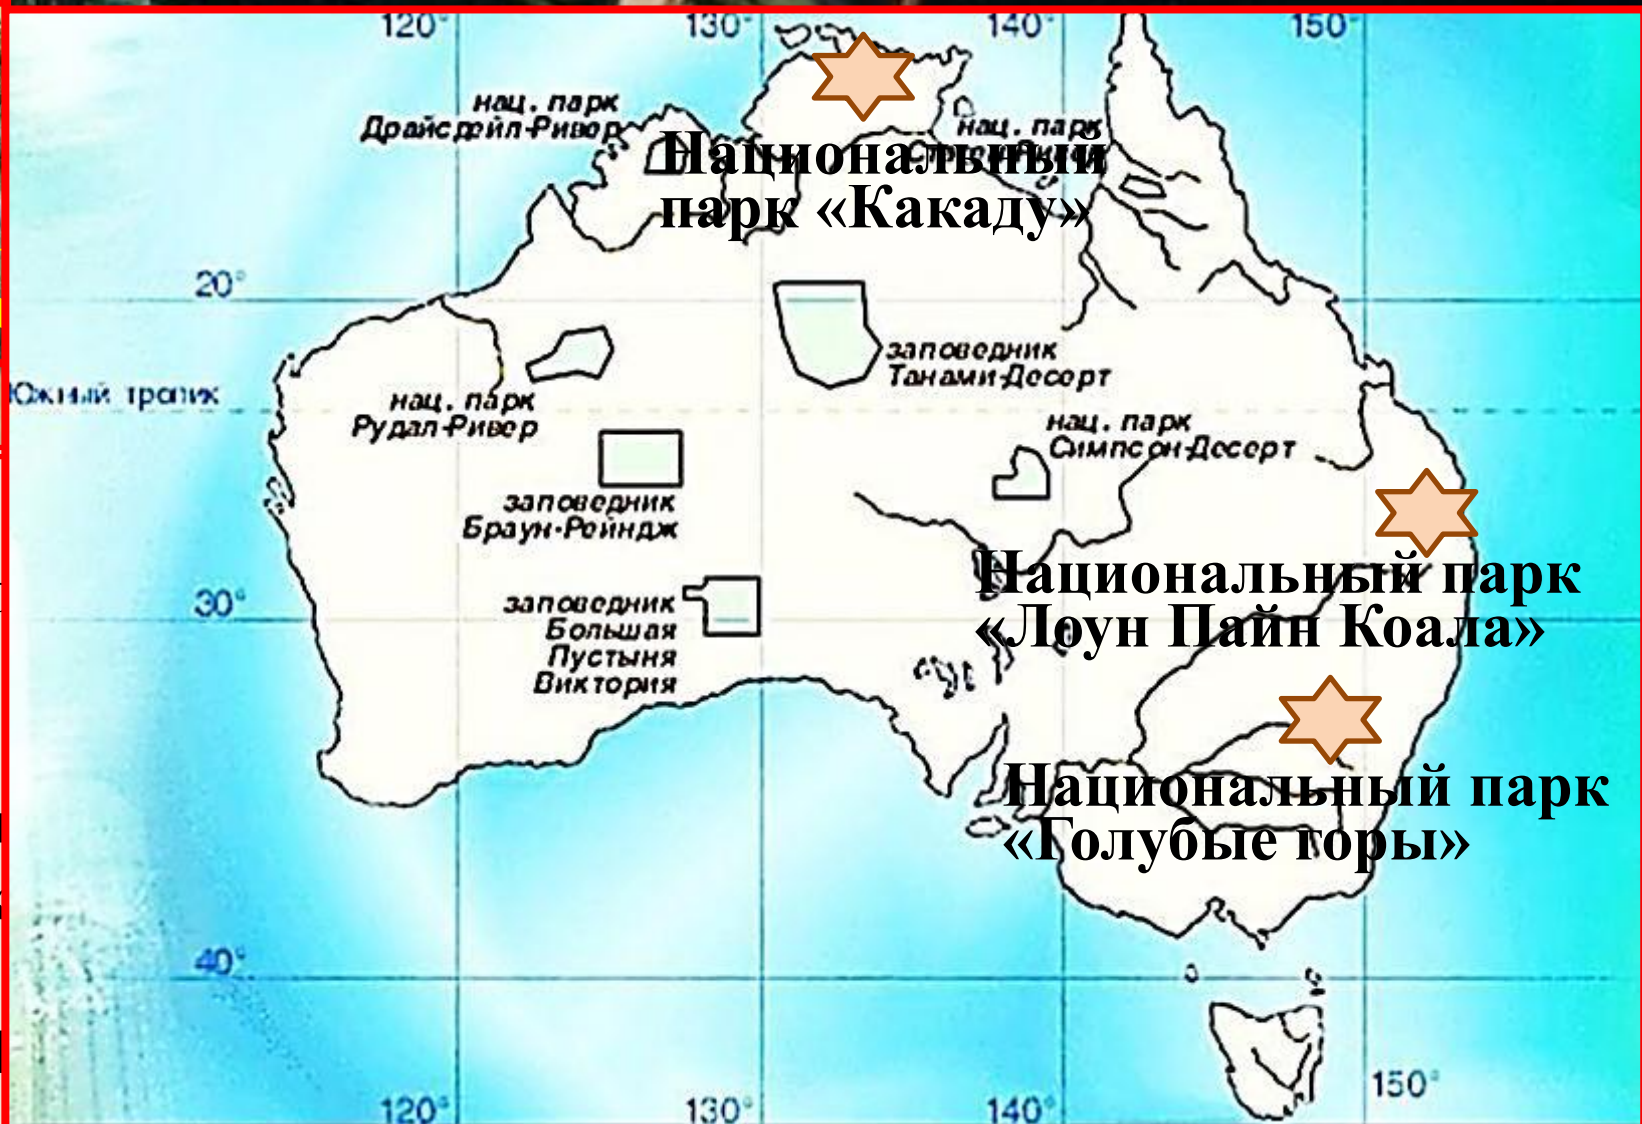 120°
130°
140°
150°
нац. парк
Драйсдейл-Ривер
нац. парк
Национальный
парк «Какаду»
20°
заповедник
Танами-Десерт
Южный тропик
нац. парк
Рудал-Ривер
нац. парк
Симпсон-Десерт
заповедник
Браун-Рейндж
Национальный парк
«Лоун Пайн Коала»
30°
заповедник
Большая
Пустыня
Виктория
Национальный парк
«Голубые горы»
40°
120°
130°
140°
150°